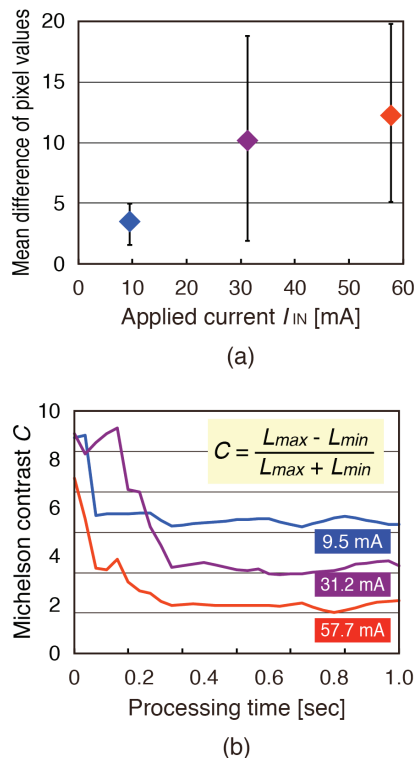 Mean difference of pixel values
20
15
10
5
0
0 10 20 30 40 50 60
Applied current I IN [mA]
(a)
Michelson contrast C
10
8
6
4
2
0
C = Lmax - Lmin
Lmax + Lmin
9.5 mA
31.2 mA
57.7 mA
0 0.2 0.4 0.6 0.8 1.0
Processing time [sec]
(b)